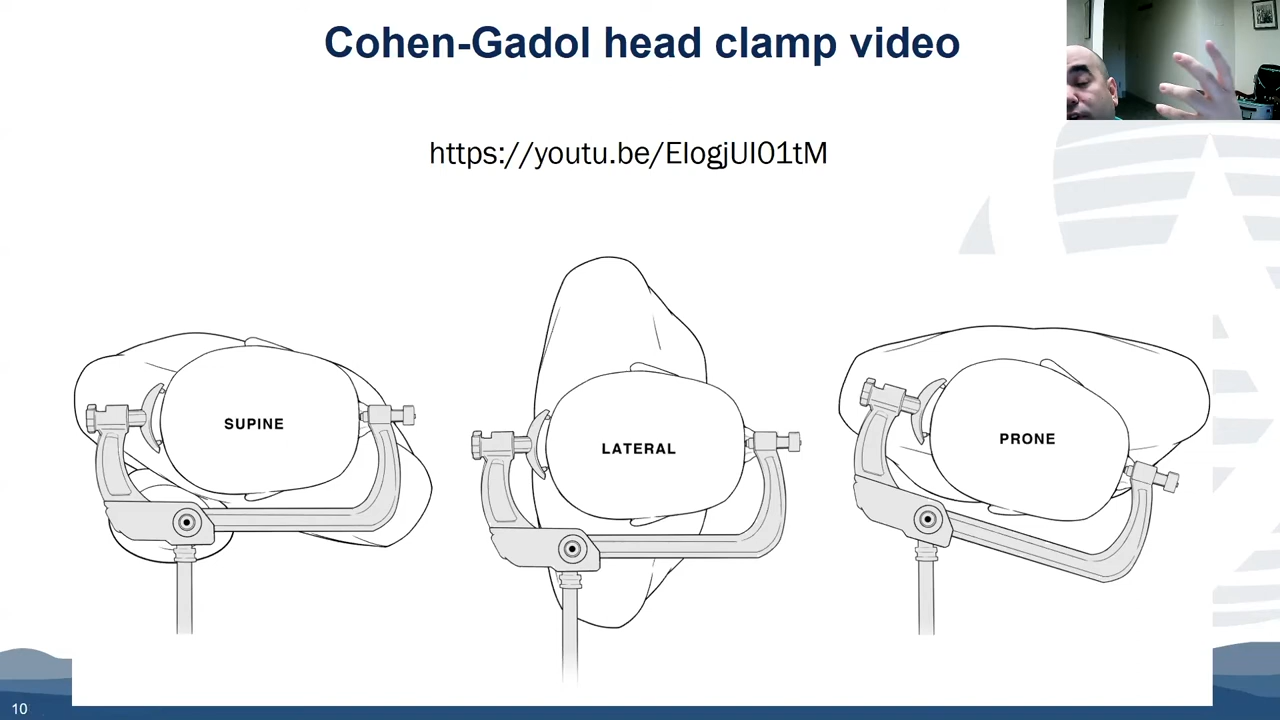 Cohen-Gadol head clamp video
https://youtu.be/ElogjUI01tM
SUPINE
LATERAL
PRONE
10